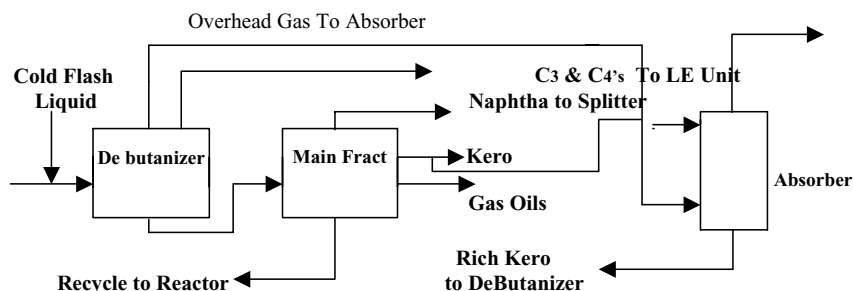 Overhead Gas To Absorber
Cold Flash
Liquid
C3 & C4's To LE Unit
Naphtha to Splitter
De butanizer
Main Fract
Kero
Gas Oils
Absorber
Recycle to Reactor
Rich Kero
to DeButanizer